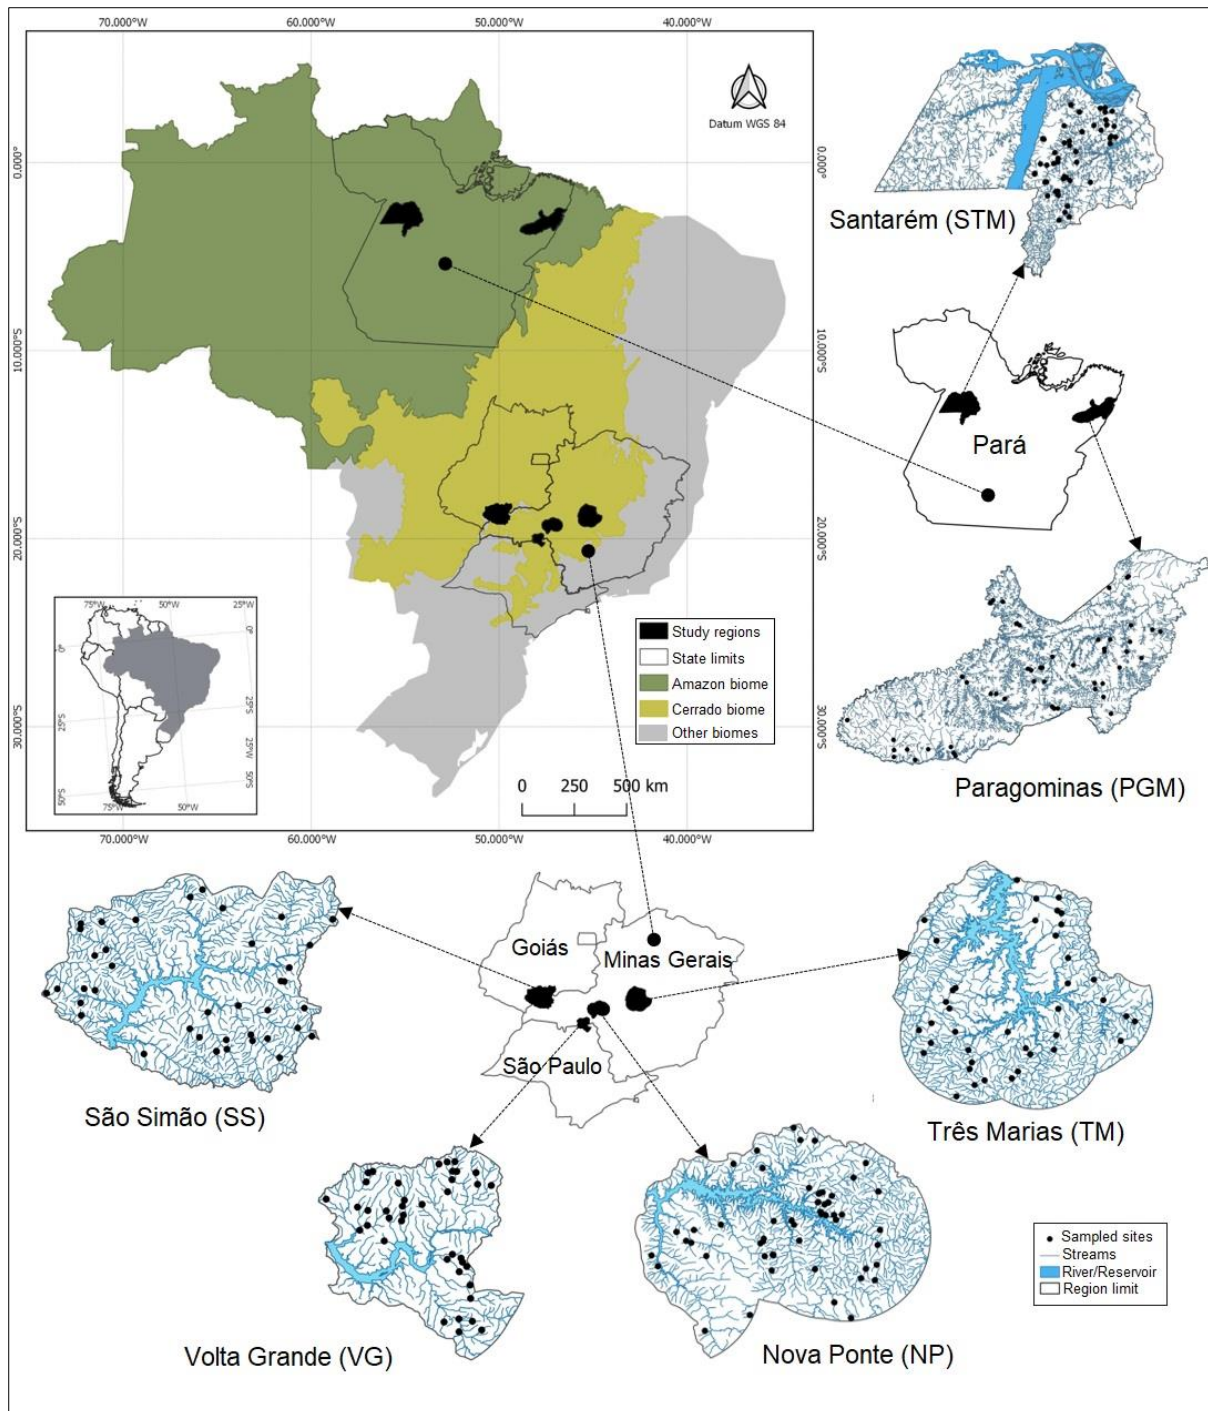 70.000°W
60.000°W
50.000°W
40.000°W
Datum WGS 84
0.000°
0.000°
10.000°S
10.000°S
20.000°S
20.000°S
30.000°S
30.000°S
Santarém (STM)
Pará
Paragominas (PGM)
75°W
50°W
25°W
0°
0°
25°S
25°S
25°W
50°S
50°S
75°W
50°W
Study regions
State limits
Amazon biome
Cerrado biome
Other biomes
0 250 500 km
70.000°W
60.000°W
50.000°W
40.000°W
Goiás
Minas Gerais
São Paulo
São Simão (SS)
Três Marias (TM)
Volta Grande (VG)
Nova Ponte (NP)
Sampled sites
Streams
River/Reservoir
Region limit